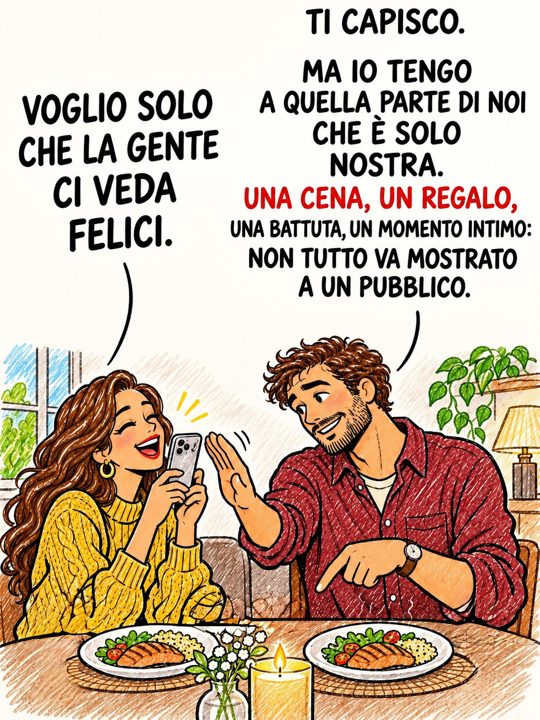 VOGLIO SOLO
CHE LA GENTE
CI VEDA
FELICI.
TI CAPISCO.
MA IO TENGO
A QUELLA PARTE DI NOI
CHE È SOLO
NOSTRA.
UNA CENA, UN REGALO,
UNA BATTUTA, UN MOMENTO INTIMO:
NON TUTTO VA MOSTRATO
A UN PUBBLICO.